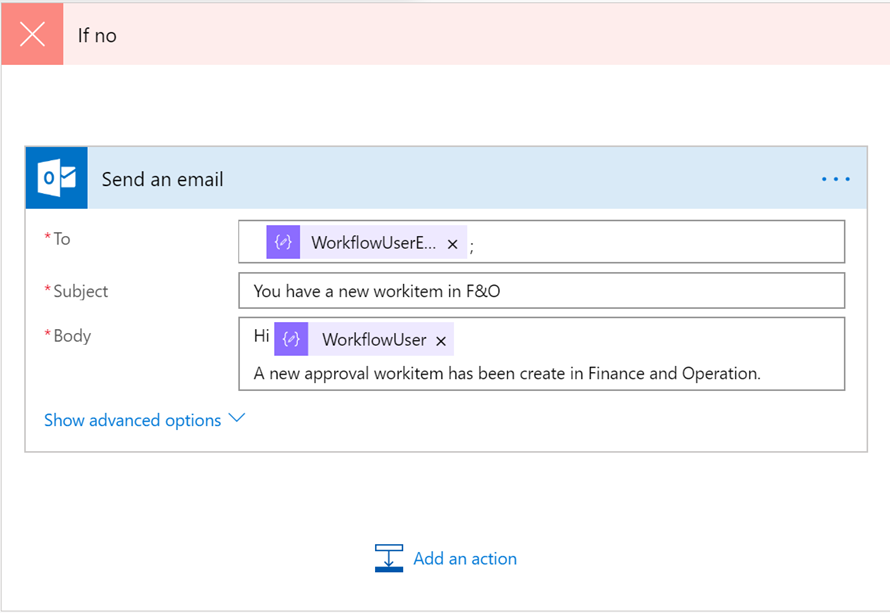 If no
Send an email
*To WorkflowUserE... × ;
*Subject You have a new workitem in F&O
*Body Hi WorkflowUser ×
A new approval workitem has been create in Finance and Operation.
Show advanced options
Add an action